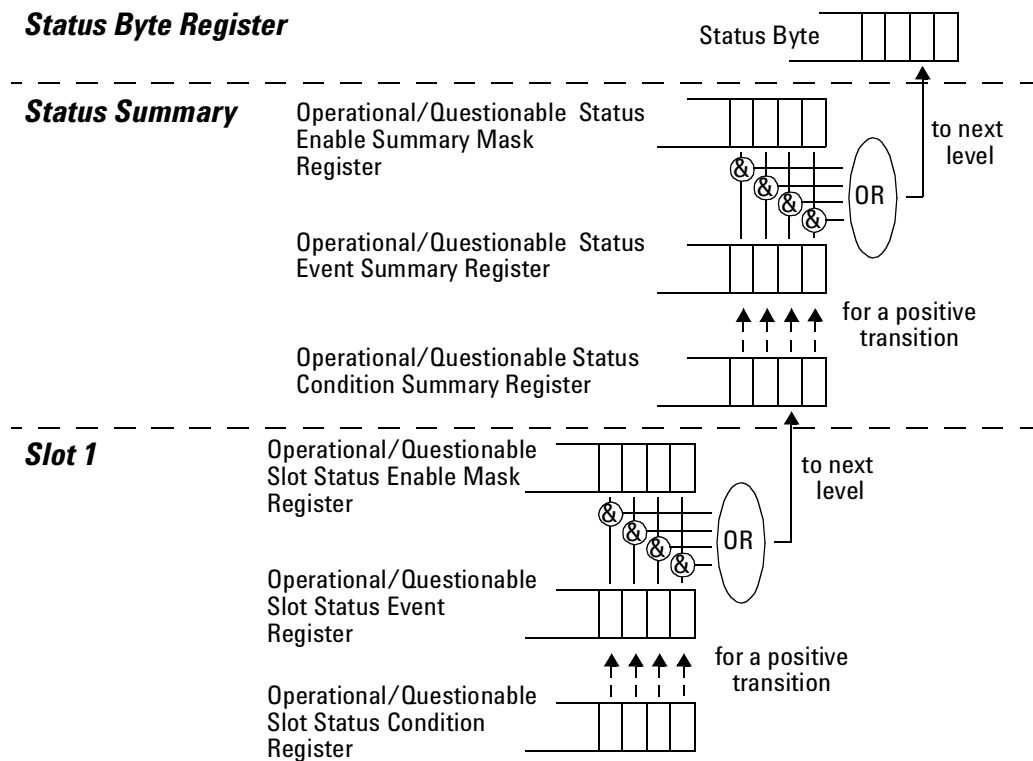 Status Byte Register
Status Byte
Status Summary
Operational/Questionable Status
Enable Summary Mask
Register
to next
level
&
&
&
&
OR
Operational/Questionable Status
Event Summary Register
for a positive
transition
Operational/Questionable Status
Condition Summary Register
Slot 1
Operational/Questionable
Slot Status Enable Mask
Register
to next
level
&
&
&
&
OR
Operational/Questionable
Slot Status Event
Register
for a positive
transition
Operational/Questionable
Slot Status Condition
Register